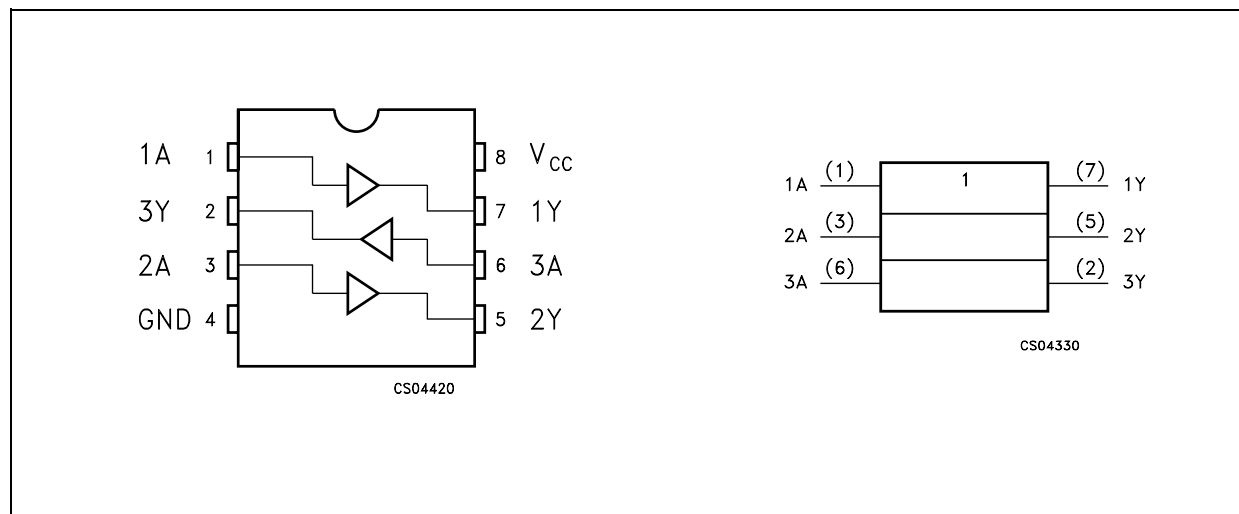 1A 1 8 VCC
3Y 2 7 1Y
2A 3 6 3A
GND 4 5 2Y
CS04420
1
1A (1) (7) 1Y
2A (3) (5) 2Y
3A (6) (2) 3Y
CS04330